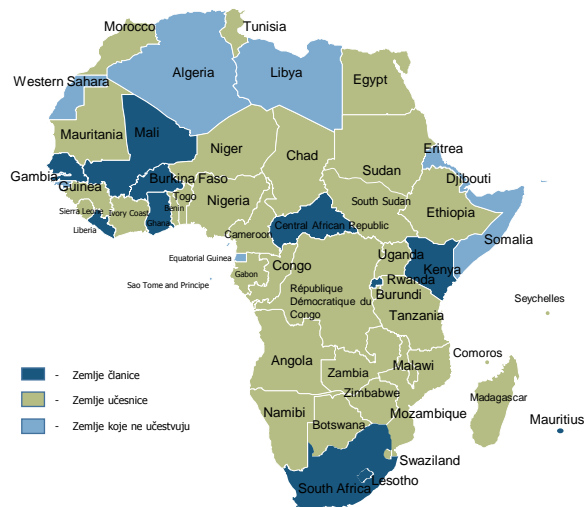 Morocco
Tunisia
Western Sahara
Algeria
Libya
Egypt
Mauritania
Mali
Niger
Chad
Sudan
Eritrea
Djibouti
Gambia
Guinea
Burkina Faso
Togo
Benin
Nigeria
Sierra Leone
Ivory Coast
Ghana
Liberia
South Sudan
Ethiopia
Cameroon
Central African Republic
Somalia
Equatorial Guinea
Gabon
Congo
Uganda
Kenya
Rwanda
Burundi
Sao Tome and Principe
République
Démocratique du
Congo
Tanzania
Seychelles
Angola
Zambia
Malawi
Comoros
Zimbabwe
Mozambique
Madagascar
Namibi
Botswana
Mauritius
Swaziland
Lesotho
South Africa
- Zemlje članice
- Zemlje učesnice
- Zemlje koje ne učestvuju